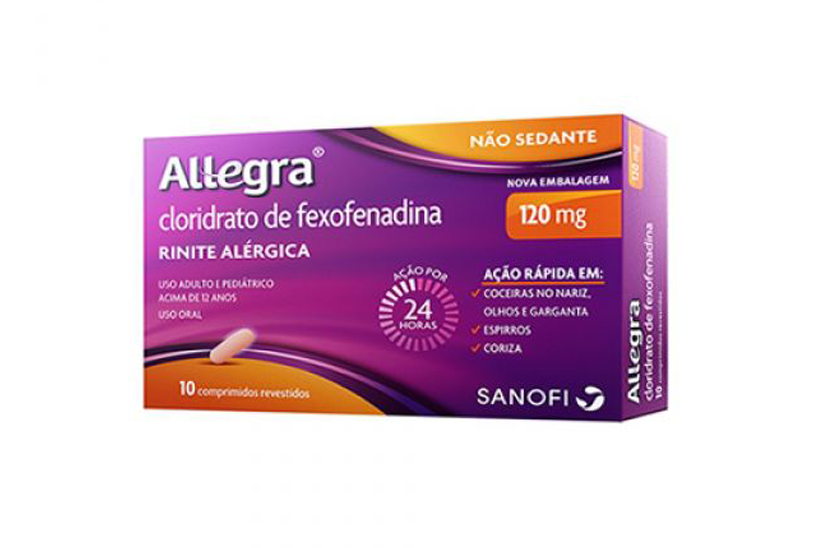 NÃO SEDANTE
Allegra®
NOVA EMBALAGEM
cloridrato de fexofenadina
120 mg
RINITE ALÉRGICA
USO ADULTO E PEDIÁTRICO
ACIMA DE 12 ANOS
USO ORAL
AÇÃO POR
24
HORAS
AÇÃO RÁPIDA EM:
COCEIRAS NO NARIZ,
OLHOS E GARGANTA
ESPIRROS
CORIZA
10 comprimidos revestidos
SANOFI
120 mg
Allegra
cloridrato de fexofenadina
10 comprimidos revestidos